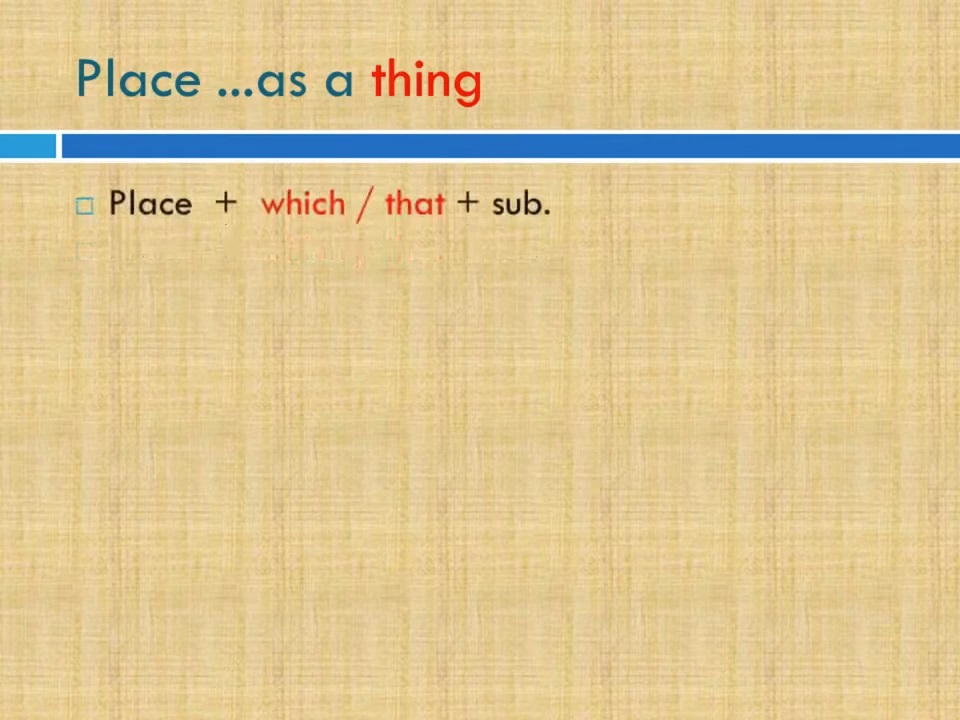 Place ...as a thing
Place + which / that + sub.